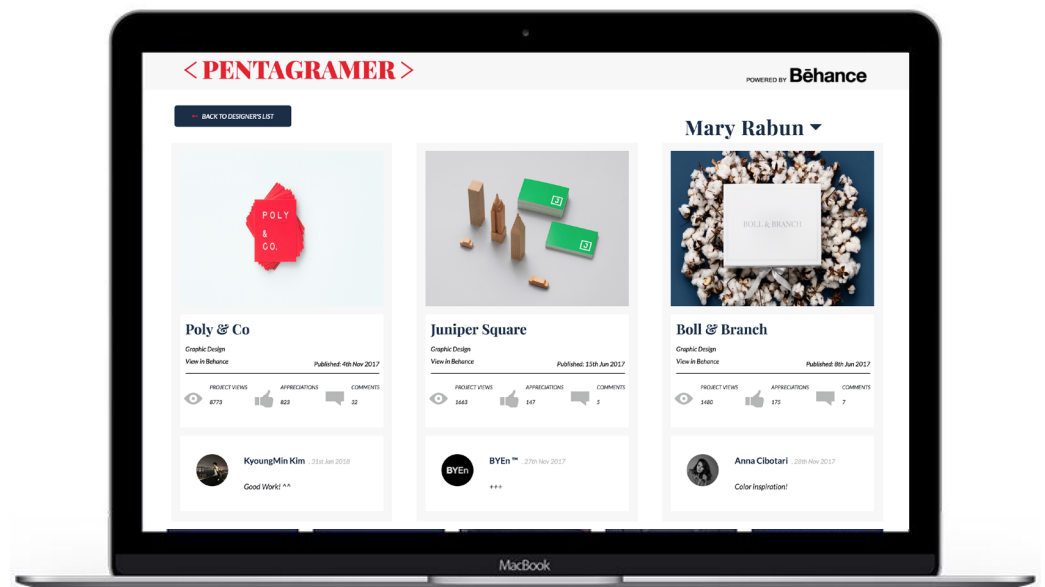 < PENTAGRAMER >
POWERED BY Bēhance
← BACK TO DESIGNER'S LIST
Mary Rabun
POLY
&
CO.
J
J
BOLL & BRANCH
Poly & Co
Graphic Design
View in Behance
Published: 4th Nov 2017
PROJECT VIEWS APPRECIATIONS COMMENTS
8773 823 32
KyoungMin Kim . 31st Jan 2018
Good Work! ^^
Juniper Square
Graphic Design
View in Behance
Published: 15th Jun 2017
PROJECT VIEWS APPRECIATIONS COMMENTS
1663 147 5
BYEn
BYEn ™ . 27th Nov 2017
+++
Boll & Branch
Graphic Design
View in Behance
Published: 8th Jun 2017
PROJECT VIEWS APPRECIATIONS COMMENTS
1480 175 7
Anna Cibotari . 28th Nov 2017
Color Inspiration!
MacBook